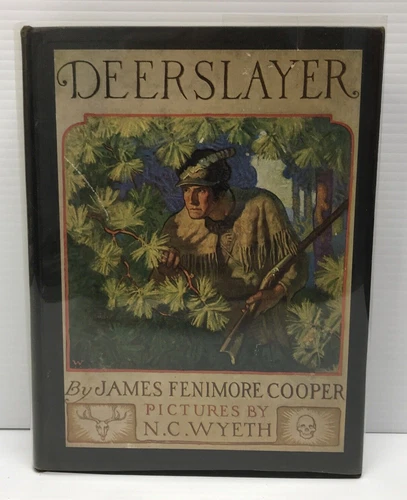 DEERSLAYER
By JAMES FENIMORE COOPER
PICTURES BY
N.C. WYETH